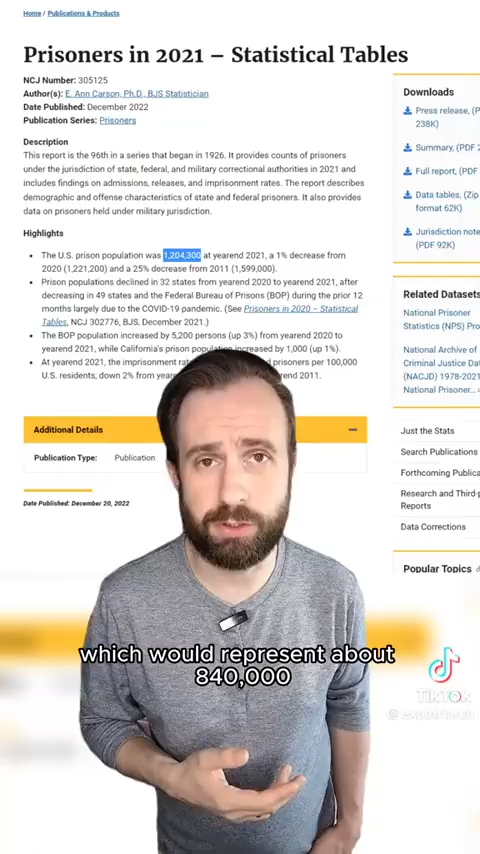 Home / Publications & Products
Prisoners in 2021 – Statistical Tables
NCJ Number: 305125
Author(s): E. Ann Carson, Ph.D., BJS Statistician
Date Published: December 2022
Publication Series: Prisoners
Description
This report is the 96th in a series that began in 1926. It provides counts of prisoners
under the jurisdiction of state, federal, and military correctional authorities in 2021 and
includes findings on admissions, releases, and imprisonment rates. The report describes
demographic and offense characteristics of state and federal prisoners. It also provides
data on prisoners held under military jurisdiction.
Highlights
The U.S. prison population was 1,204,300 at yearend 2021, a 1% decrease from
2020 (1,221,200) and a 25% decrease from 2011 (1,599,000).
Prison populations declined in 32 states from yearend 2020 to yearend 2021, after
decreasing in 49 states and the Federal Bureau of Prisons (BOP) during the prior 12
months largely due to the COVID-19 pandemic. (See Prisoners in 2020 – Statistical
Tables, NCJ 302776, BJS, December 2021.)
The BOP population increased by 5,200 persons (up 3%) from yearend 2020 to
yearend 2021, while California's prison population increased by 1,000 (up 1%).
At yearend 2021, the imprisonment prisoners per 100,000
U.S. residents, down 2% from 2011.
Additional Details
Publication Type: Publication
Date Published: December 20, 2022
Downloads
Press release, (P
238K)
Summary, (PDF 2
Full report, (PDF
Data tables, (Zip
format 62K)
Jurisdiction note
(PDF 92K)
Related Datasets
National Prisoner
Statistics (NPS) Pro
National Archive of
Criminal Justice Dat
(NACJD) 1978-2021
National Prisoner...
Just the Stats
Search Publications
Forthcoming Publica
Research and Third-p
Reports
Data Corrections
Popular Topics
which would represent about
840,000
TikTok